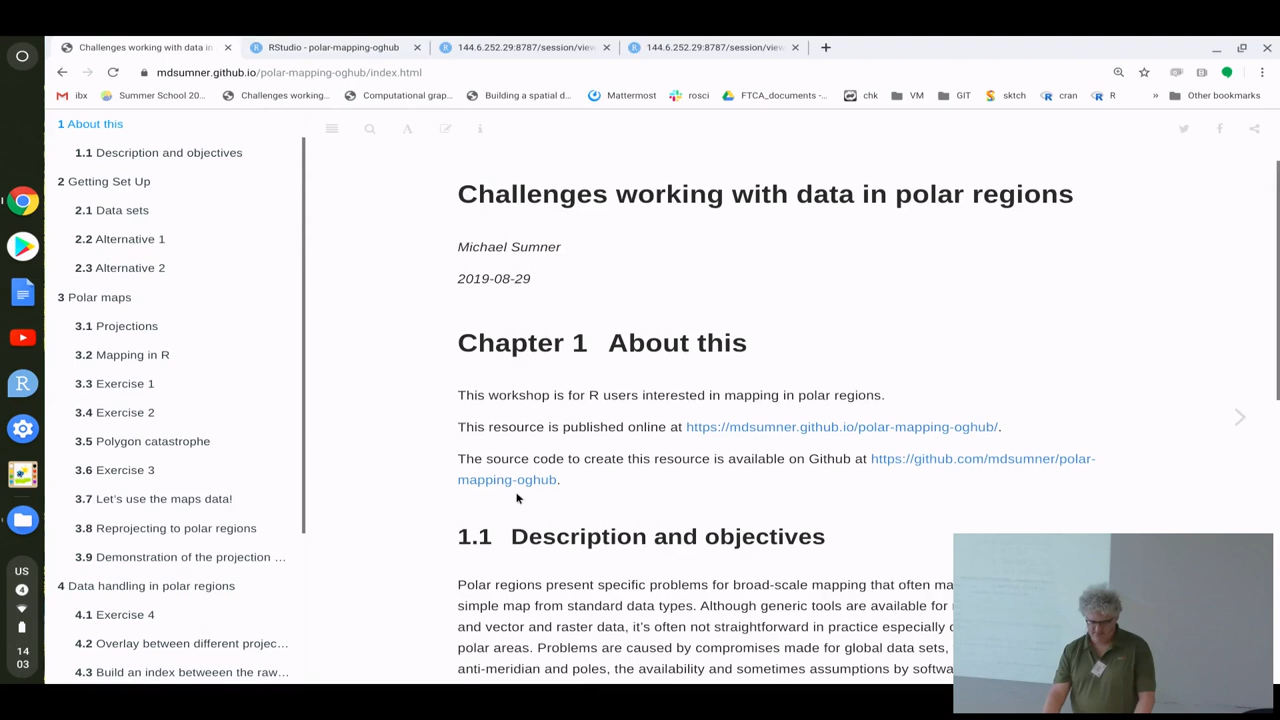 Challenges working with data in
RStudio - polar-mapping-oghub
144.6.252.29:8787/session/view
144.6.252.29:8787/session/view
mdsumner.github.io/polar-mapping-oghub/index.html
ibx
Summer School 20...
Challenges working...
Computational grap...
Building a spatial d...
Mattermost
rosci
FTCA_documents -...
chk
VM
GIT
sktch
cran
R
»
Other bookmarks
1 About this
1.1 Description and objectives
2 Getting Set Up
2.1 Data sets
2.2 Alternative 1
2.3 Alternative 2
3 Polar maps
3.1 Projections
3.2 Mapping in R
3.3 Exercise 1
3.4 Exercise 2
3.5 Polygon catastrophe
3.6 Exercise 3
3.7 Let's use the maps data!
3.8 Reprojecting to polar regions
3.9 Demonstration of the projection ...
4 Data handling in polar regions
4.1 Exercise 4
4.2 Overlay between different projec...
4.3 Build an index betweeen the raw...
US
4
14
03
Challenges working with data in polar regions
Michael Sumner
2019-08-29
Chapter 1 About this
This workshop is for R users interested in mapping in polar regions.
This resource is published online at https://mdsumner.github.io/polar-mapping-oghub/.
The source code to create this resource is available on Github at https://github.com/mdsumner/polar-
mapping-oghub.
1.1 Description and objectives
Polar regions present specific problems for broad-scale mapping that often ma
simple map from standard data types. Although generic tools are available for
and vector and raster data, it's often not straightforward in practice especially
polar areas. Problems are caused by compromises made for global data sets,
anti-meridian and poles, the availability and sometimes assumptions by softwa